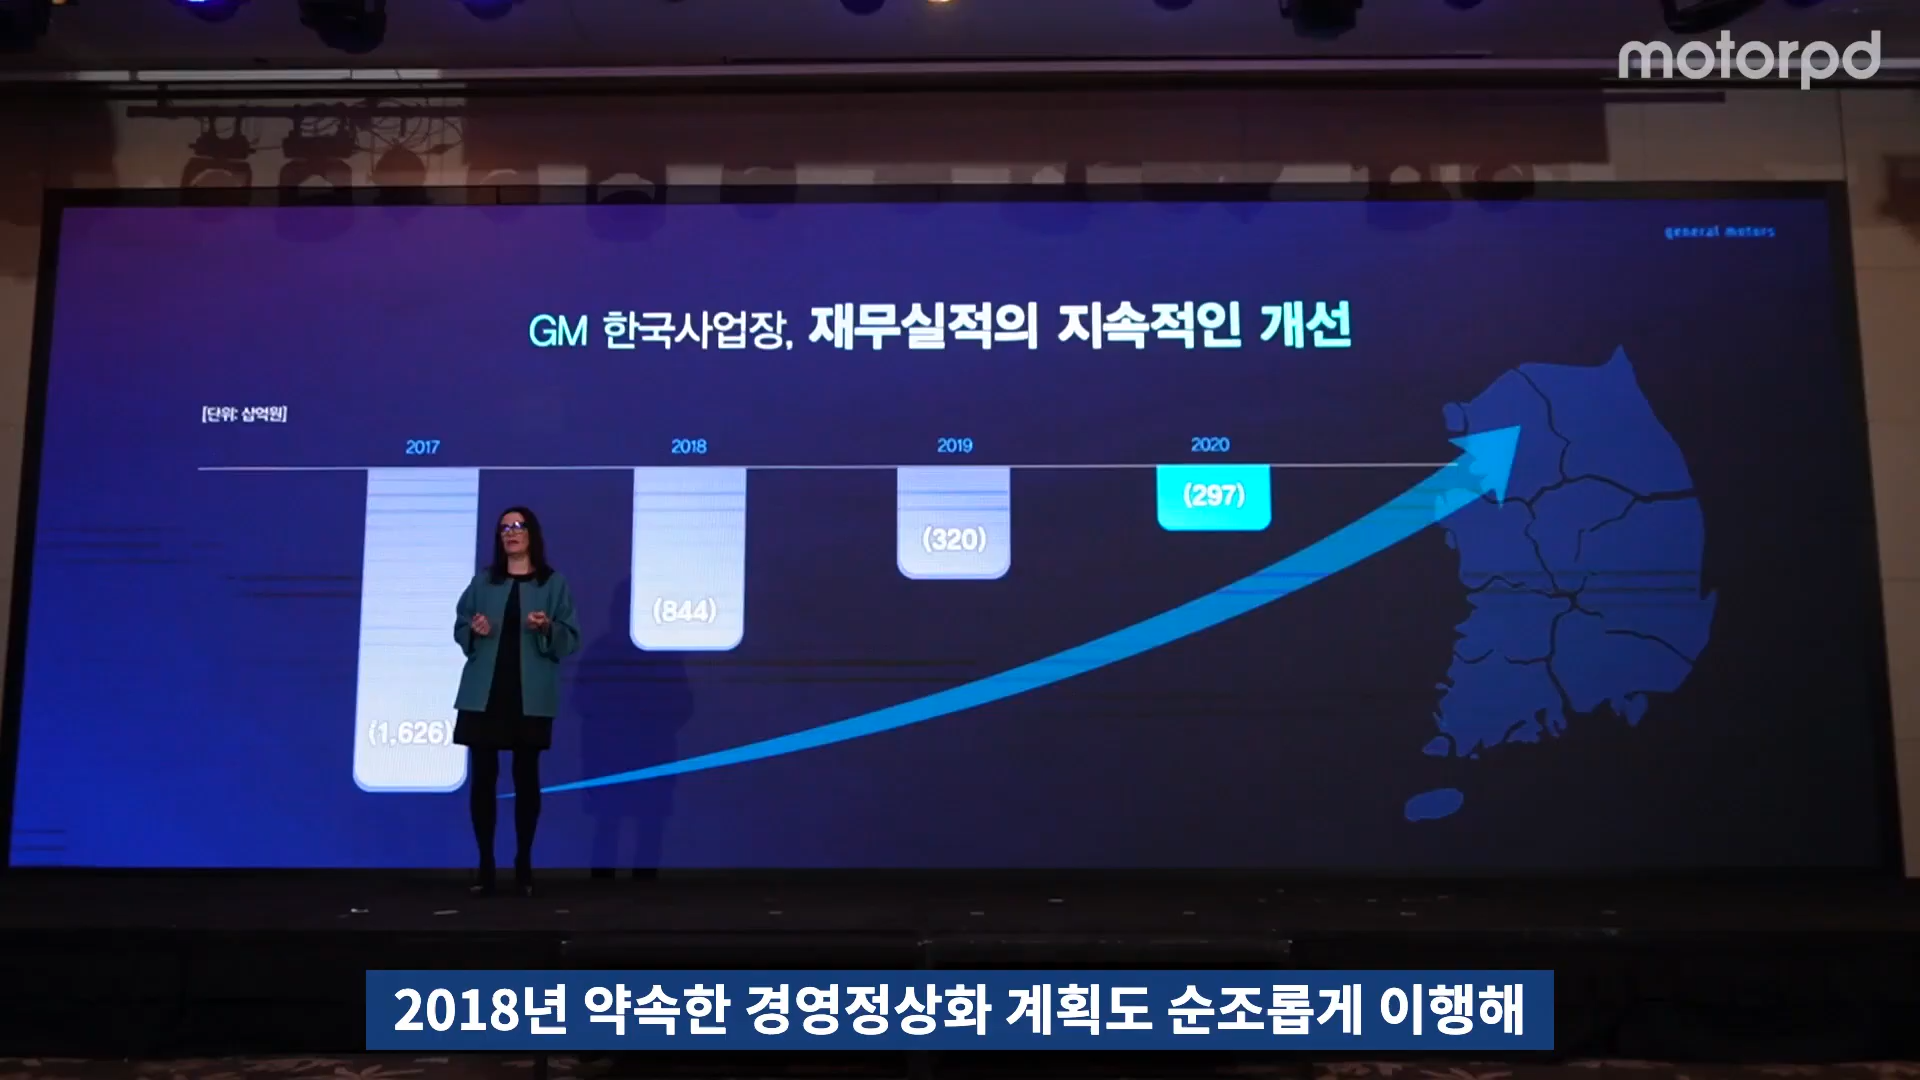 motorpd
general motors
GM 한국사업장, 재무실적의 지속적인 개선
[단위: 십억원]
2017 2018 2019 2020
(297)
(320)
(844)
(1,626)
2018년 약속한 경영정상화 계획도 순조롭게 이행해